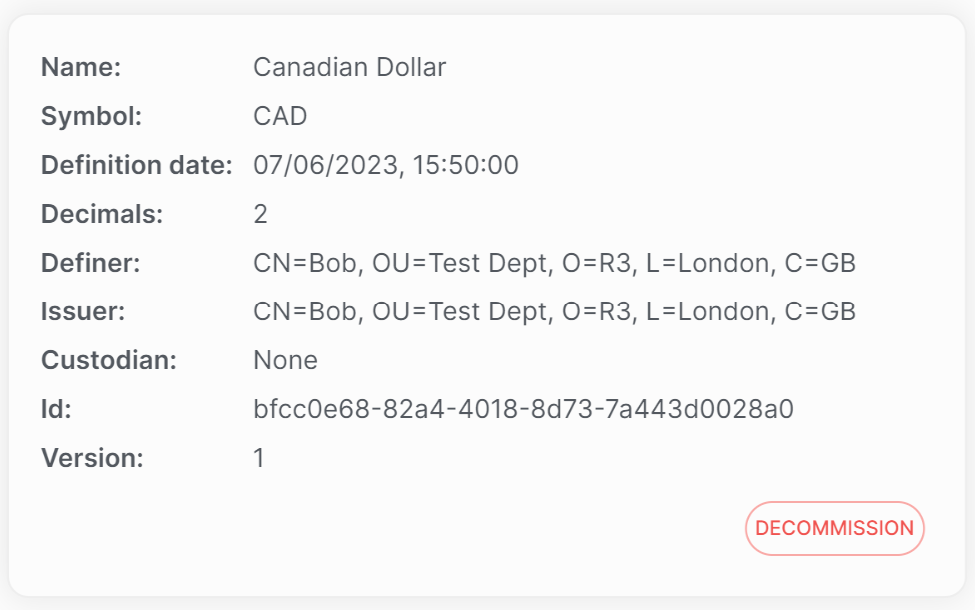 Name: Canadian Dollar
Symbol: CAD
Definition date: 07/06/2023, 15:50:00
Decimals: 2
Definer: CN=Bob, OU=Test Dept, O=R3, L=London, C=GB
Issuer: CN=Bob, OU=Test Dept, O=R3, L=London, C=GB
Custodian: None
Id: bfcc0e68-82a4-4018-8d73-7a443d0028a0
Version: 1
DECOMMISSION